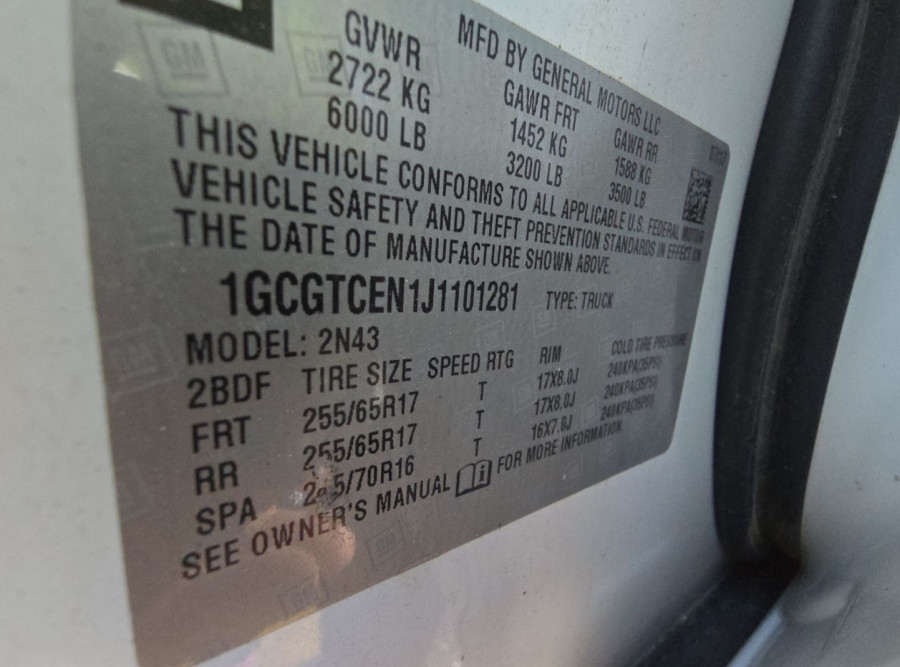 MFD BY GENERAL MOTORS LLC
GVWR GAWR FRT GAWR RR
2722 KG 1452 KG 1588 KG
6000 LB 3200 LB 3500 LB
THIS VEHICLE CONFORMS TO ALL APPLICABLE U.S. FEDERAL MOTOR
VEHICLE SAFETY AND THEFT PREVENTION STANDARDS IN EFFECT ON
THE DATE OF MANUFACTURE SHOWN ABOVE.
1GCGTCEN1J1101281 TYPE: TRUCK
MODEL: 2N43
2BDF TIRE SIZE SPEED RTG RIM COLD TIRE PRESSURE
FRT 255/65R17 T 17X8.0J 240KPA(35PSI)
RR 255/65R17 T 17X8.0J 240KPA(35PSI)
SPA 5/70R16 T 16X7.0J 240KPA(35PSI)
SEE OWNER'S MANUAL FOR MORE INFORMATION.
GM
GM